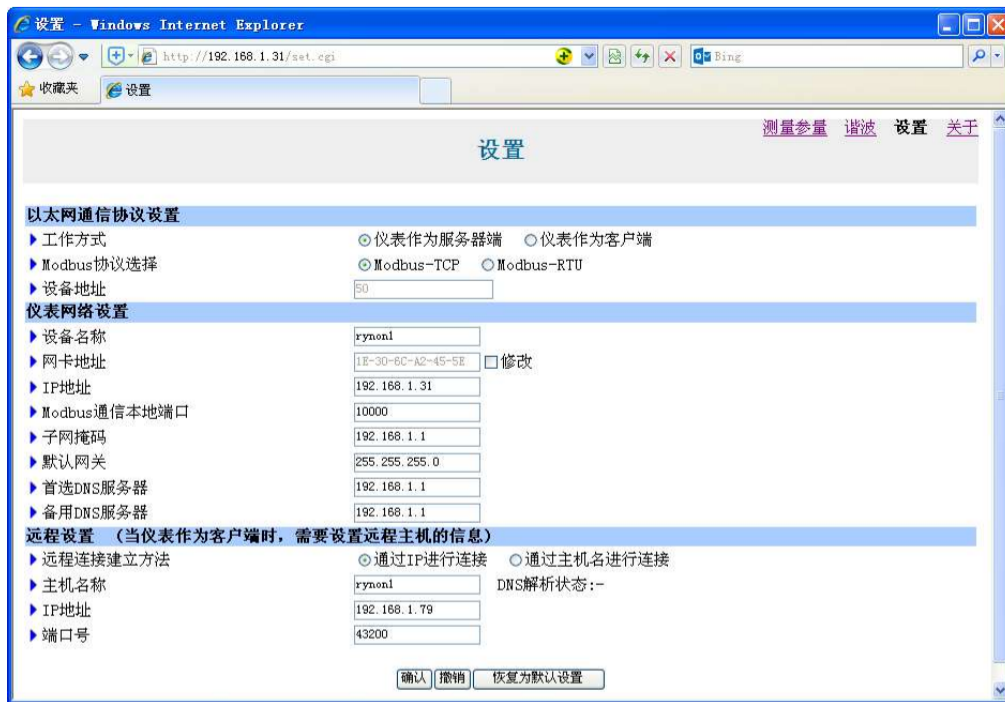 设置 - Windows Internet Explorer
http://192.168.1.31/set.cgi Bing
收藏夹 设置
测量参量 谐波 设置 关于
设置
以太网通信协议设置
工作方式 仪表作为服务器端 仪表作为客户端
Modbus协议选择 Modbus-TCP Modbus-RTU
设备地址 50
仪表网络设置
设备名称 rynon1
网卡地址 1E-30-6C-A2-45-5E 修改
IP地址 192.168.1.31
Modbus通信本地端口 10000
子网掩码 192.168.1.1
默认网关 255.255.255.0
首选DNS服务器 192.168.1.1
备用DNS服务器 192.168.1.1
远程设置 （当仪表作为客户端时，需要设置远程主机的信息）
远程连接建立方法 通过IP进行连接 通过主机名进行连接
主机名称 rynon1 DNS解析状态:-
IP地址 192.168.1.79
端口号 43200
确认 撤销 恢复为默认设置